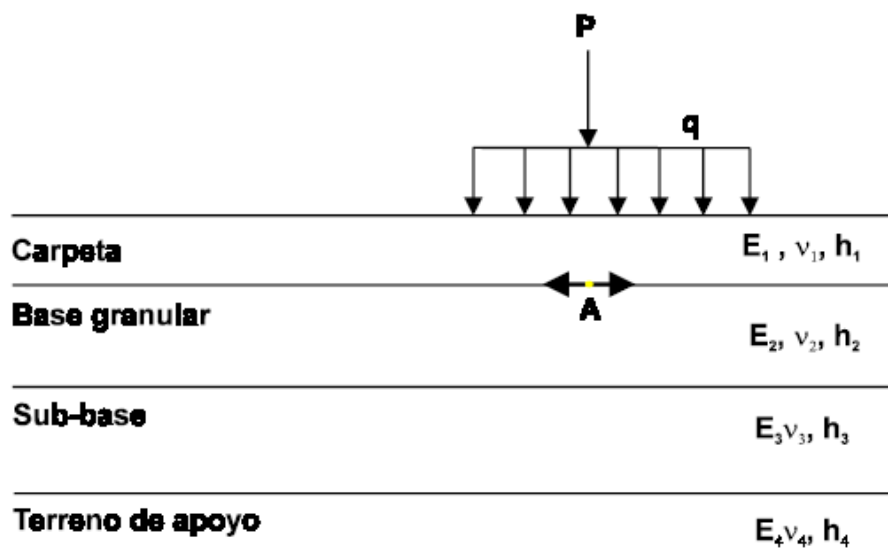 P
q
Carpeta
E₁ , ν₁, h₁
A
Base granular
E₂, ν₂, h₂
Sub-base
E₃ν₃, h₃
Terreno de apoyo
E₄ν₄, h₄